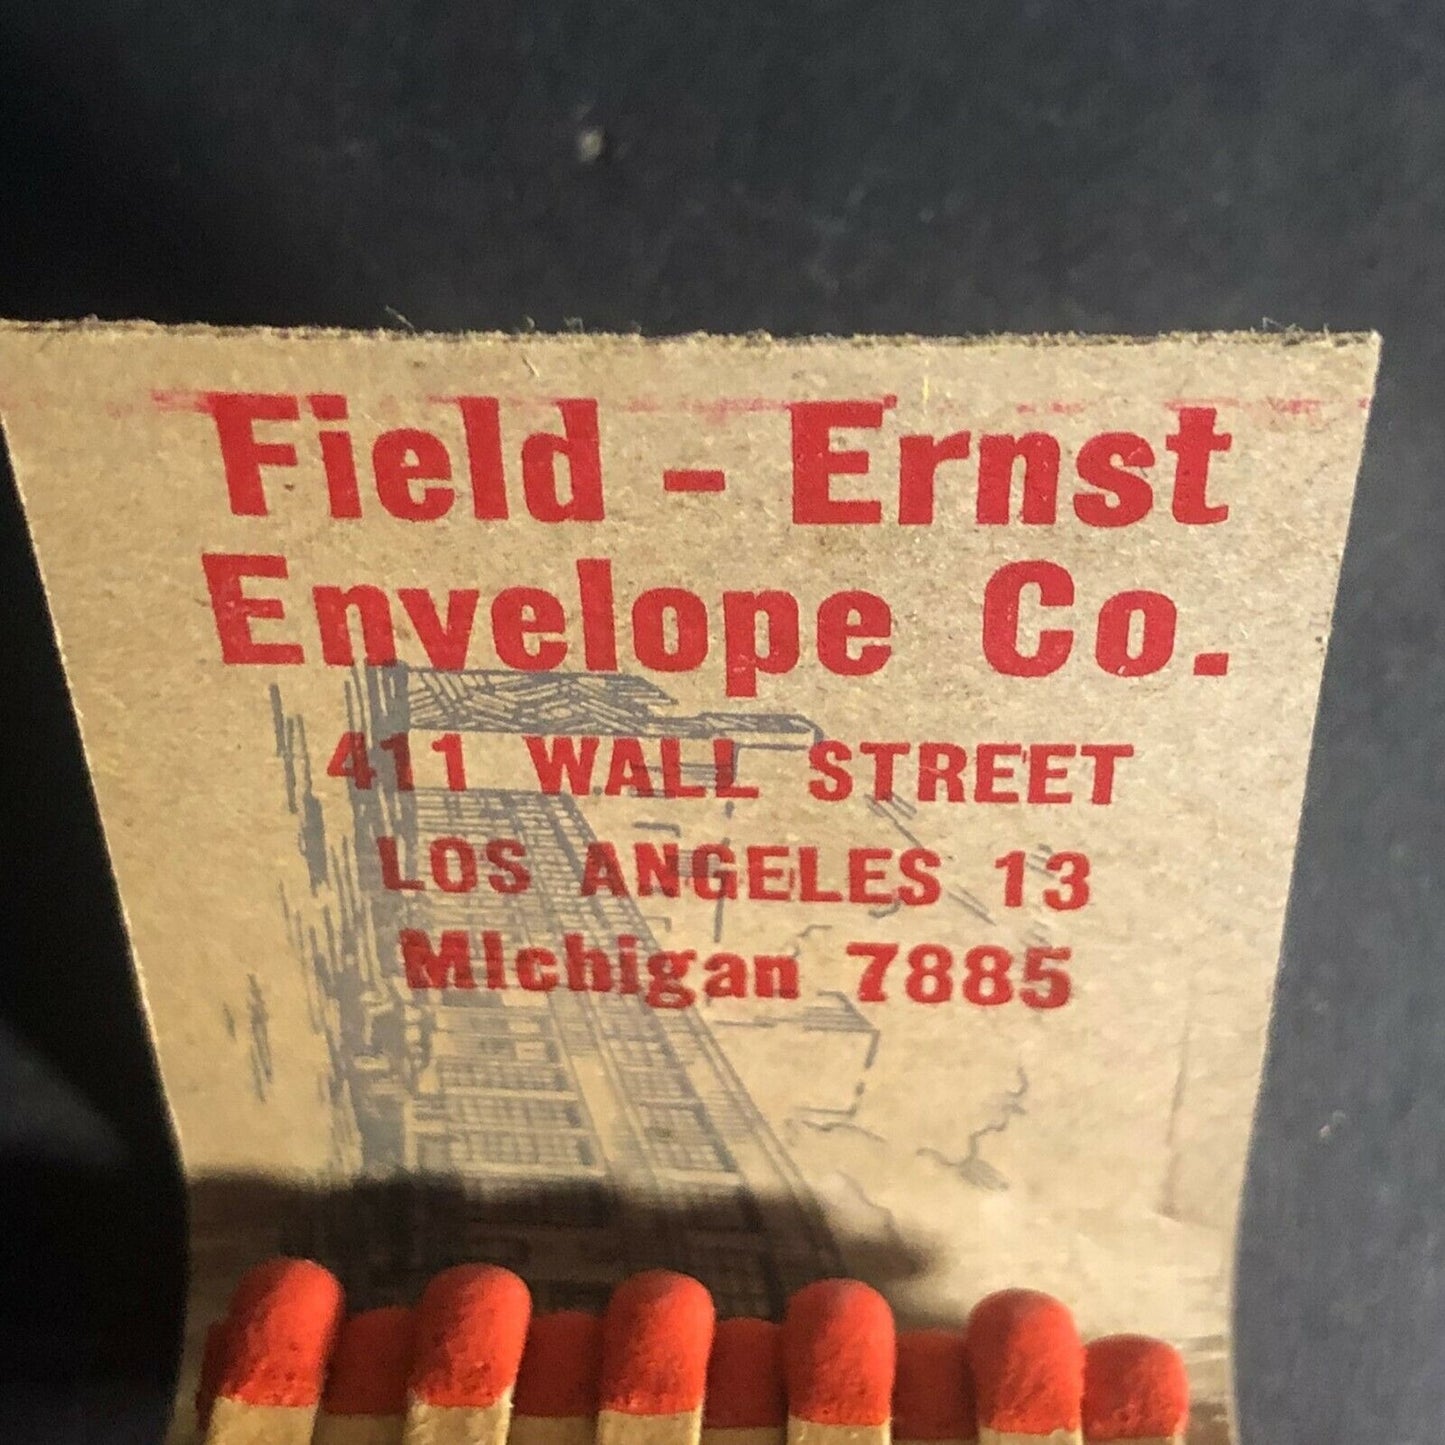 Field - Ernst
Envelope Co.
411 WALL STREET
LOS ANGELES 13
MIchigan 7885